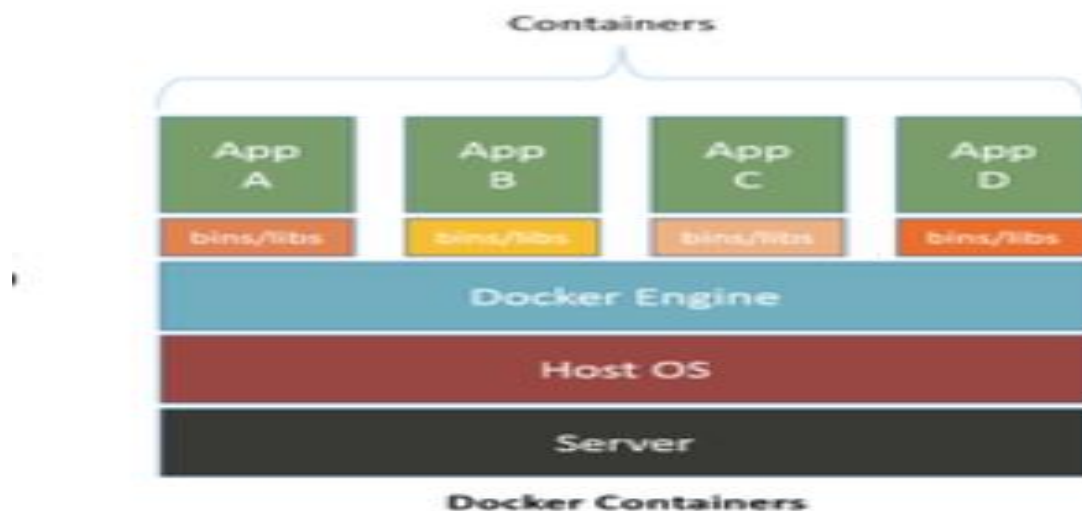 Containers
App App App App
A B C D
bins/libs bins/libs bins/libs bins/libs
Docker Engine
Host OS
Server
Docker Containers